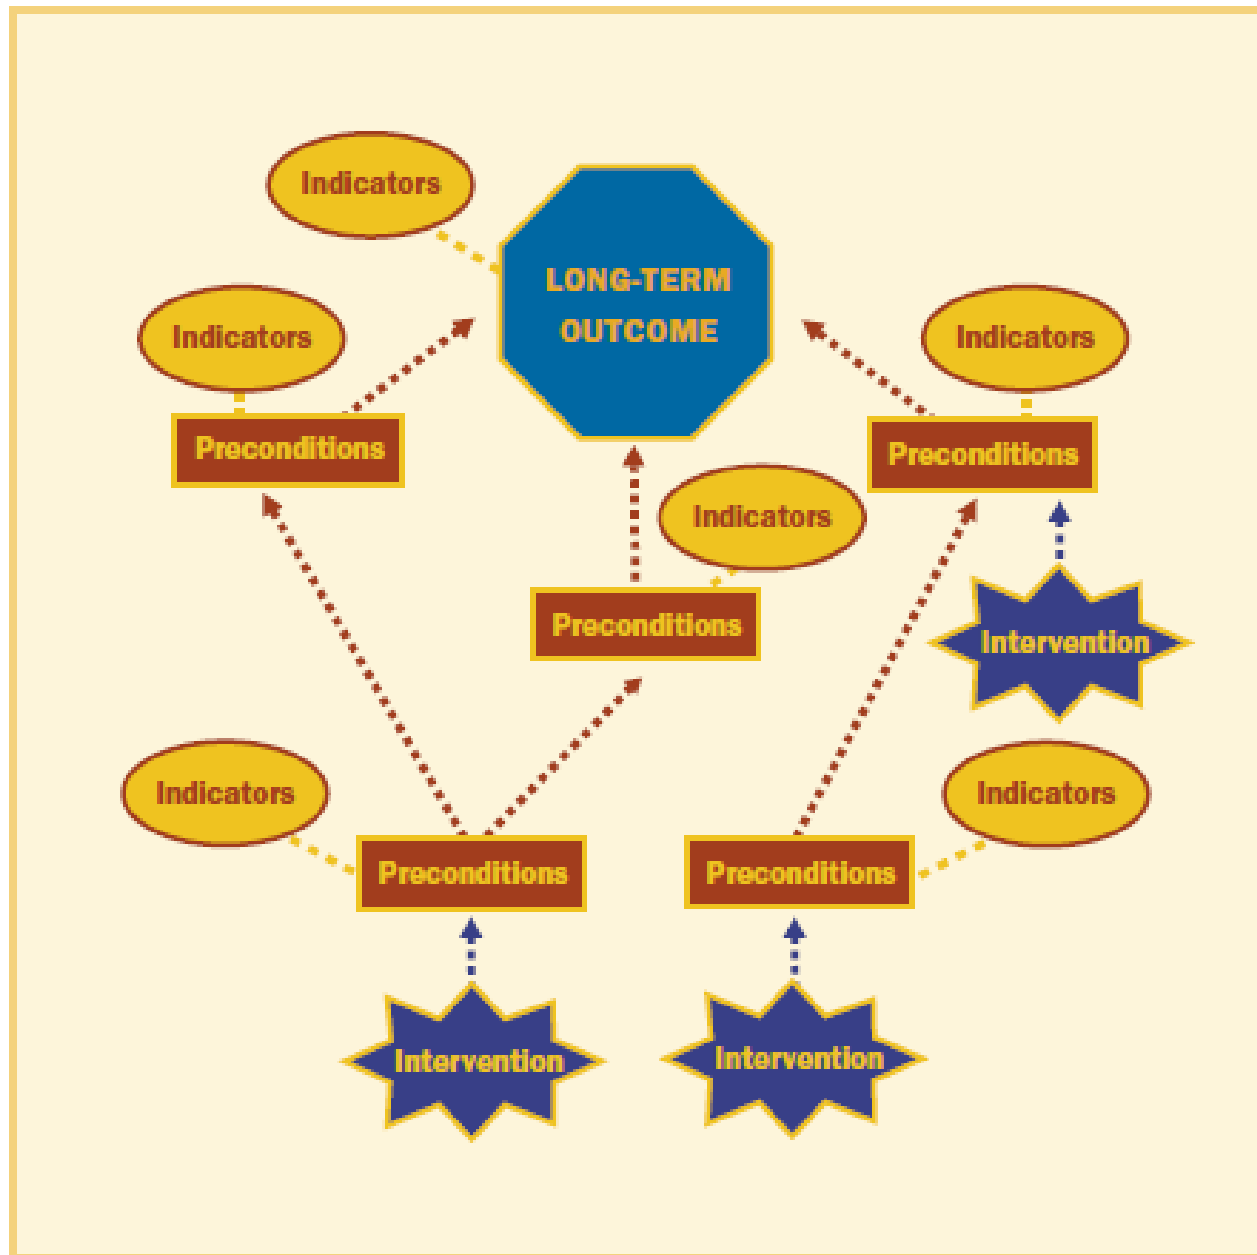 Indicators
LONG-TERM
OUTCOME
Indicators
Indicators
Preconditions
Preconditions
Indicators
Preconditions
Intervention
Indicators
Indicators
Preconditions
Preconditions
Intervention
Intervention